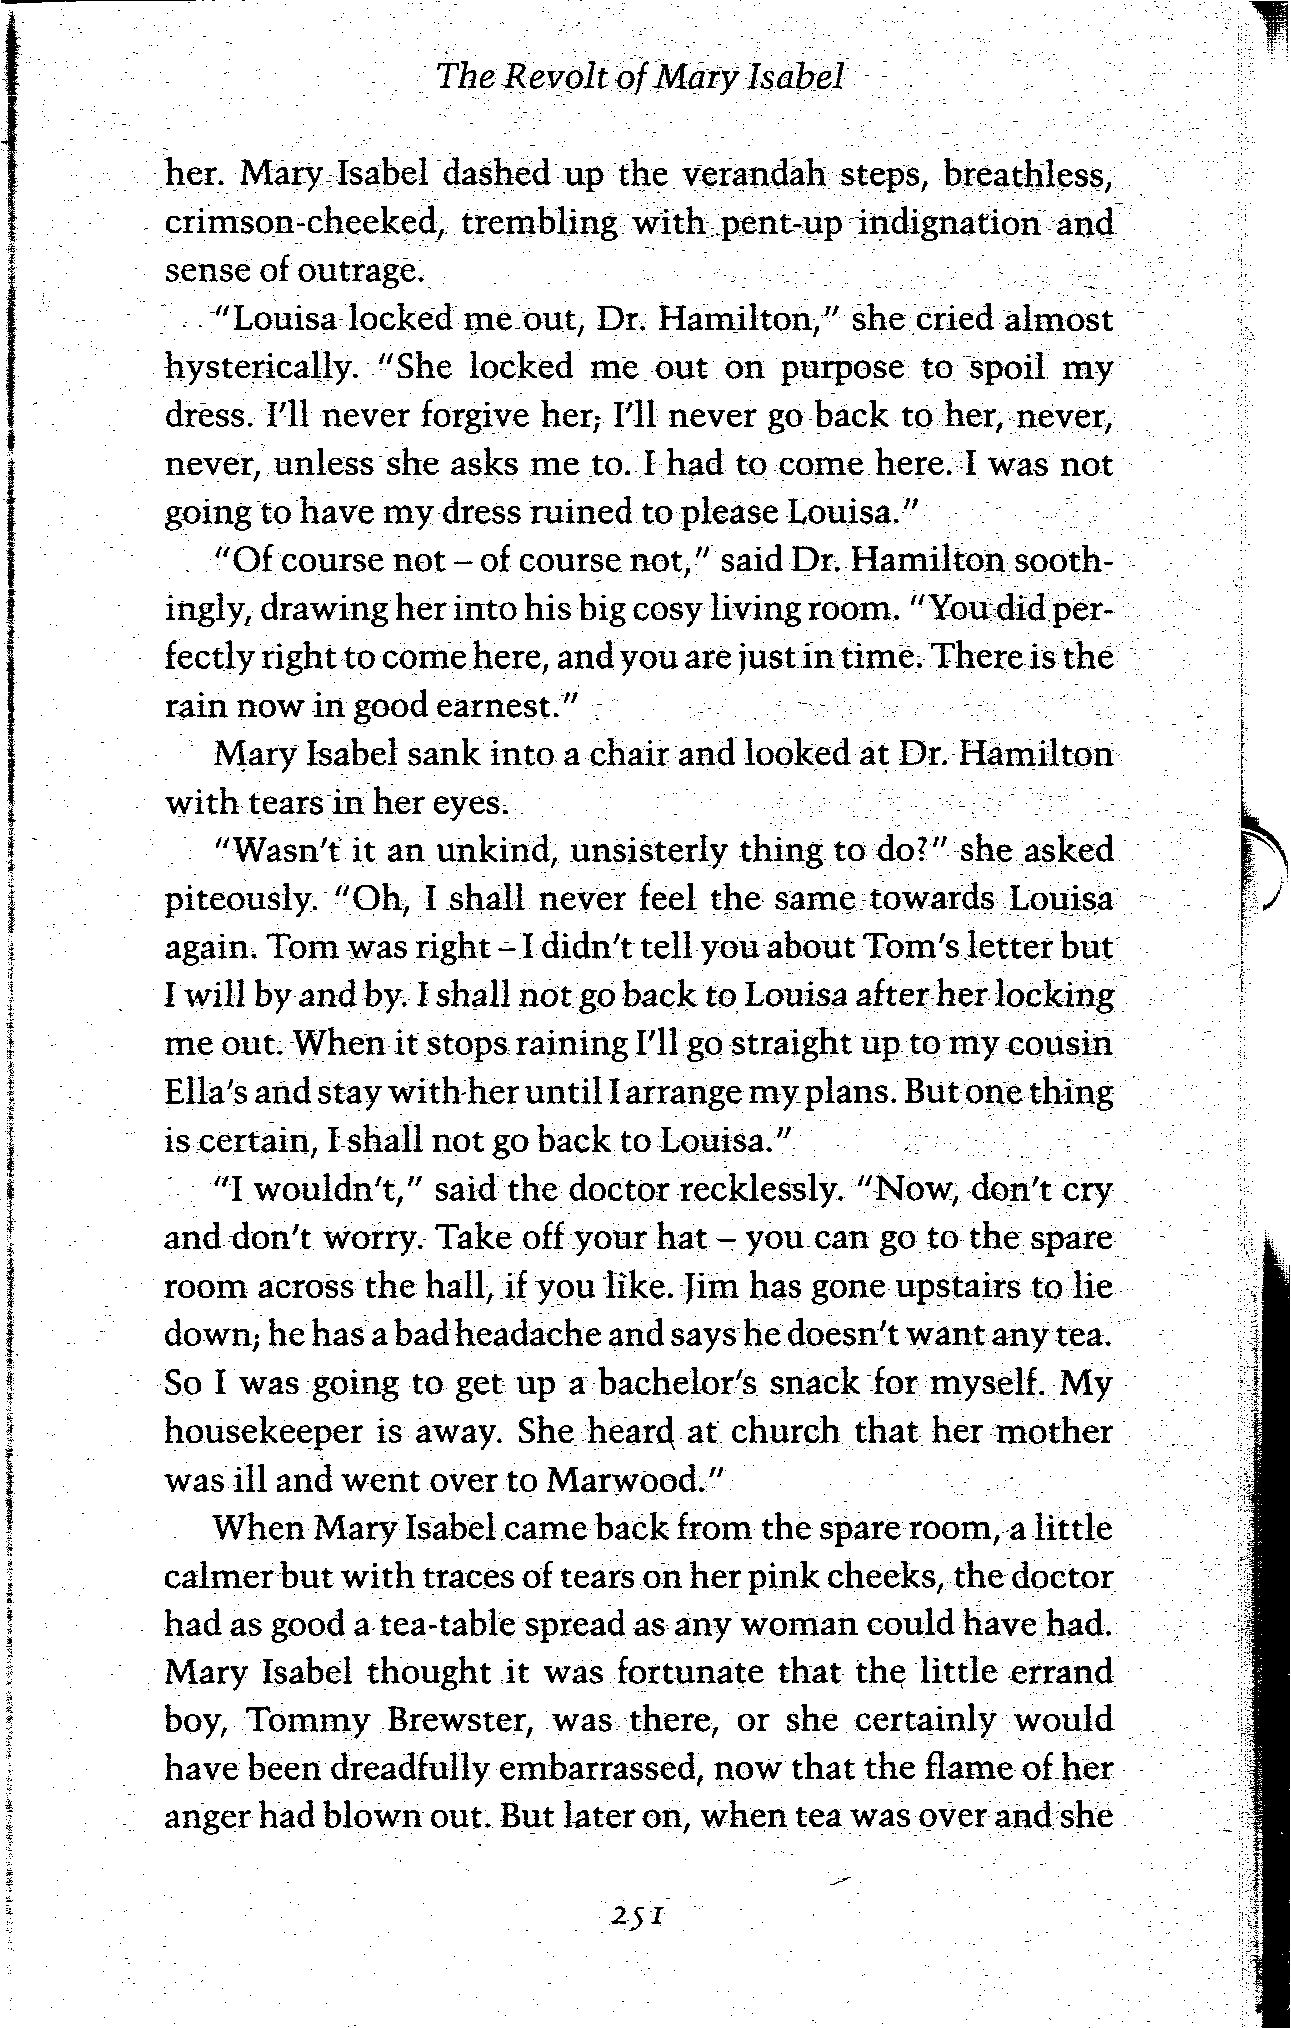 The Revolt of Mary Isabel
her. Mary Isabel dashed up the verandah steps, breathless,
crimson-cheeked, trembling with pent-up indignation and
sense of outrage.
"Louisa locked me out, Dr. Hamilton," she cried almost
hysterically. "She locked me out on purpose to spoil my
dress. I'll never forgive her; I'll never go back to her, never,
never, unless she asks me to. I had to come here. I was not
going to have my dress ruined to please Louisa."
"Of course not – of course not," said Dr. Hamilton sooth-
ingly, drawing her into his big cosy living room. "You did per-
fectly right to come here, and you are just in time. There is the
rain now in good earnest."
Mary Isabel sank into a chair and looked at Dr. Hamilton
with tears in her eyes.
"Wasn't it an unkind, unsisterly thing to do?" she asked
piteously. "Oh, I shall never feel the same towards Louisa
again. Tom was right – I didn't tell you about Tom's letter but
I will by and by. I shall not go back to Louisa after her locking
me out. When it stops raining I'll go straight up to my cousin
Ella's and stay with her until I arrange my plans. But one thing
is certain, I shall not go back to Louisa."
"I wouldn't," said the doctor recklessly. "Now, don't cry
and don't worry. Take off your hat – you can go to the spare
room across the hall, if you like. Jim has gone upstairs to lie
down; he has a bad headache and says he doesn't want any tea.
So I was going to get up a bachelor's snack for myself. My
housekeeper is away. She heard at church that her mother
was ill and went over to Marwood."
When Mary Isabel came back from the spare room, a little
calmer but with traces of tears on her pink cheeks, the doctor
had as good a tea-table spread as any woman could have had.
Mary Isabel thought it was fortunate that the little errand
boy, Tommy Brewster, was there, or she certainly would
have been dreadfully embarrassed, now that the flame of her
anger had blown out. But later on, when tea was over and she
251